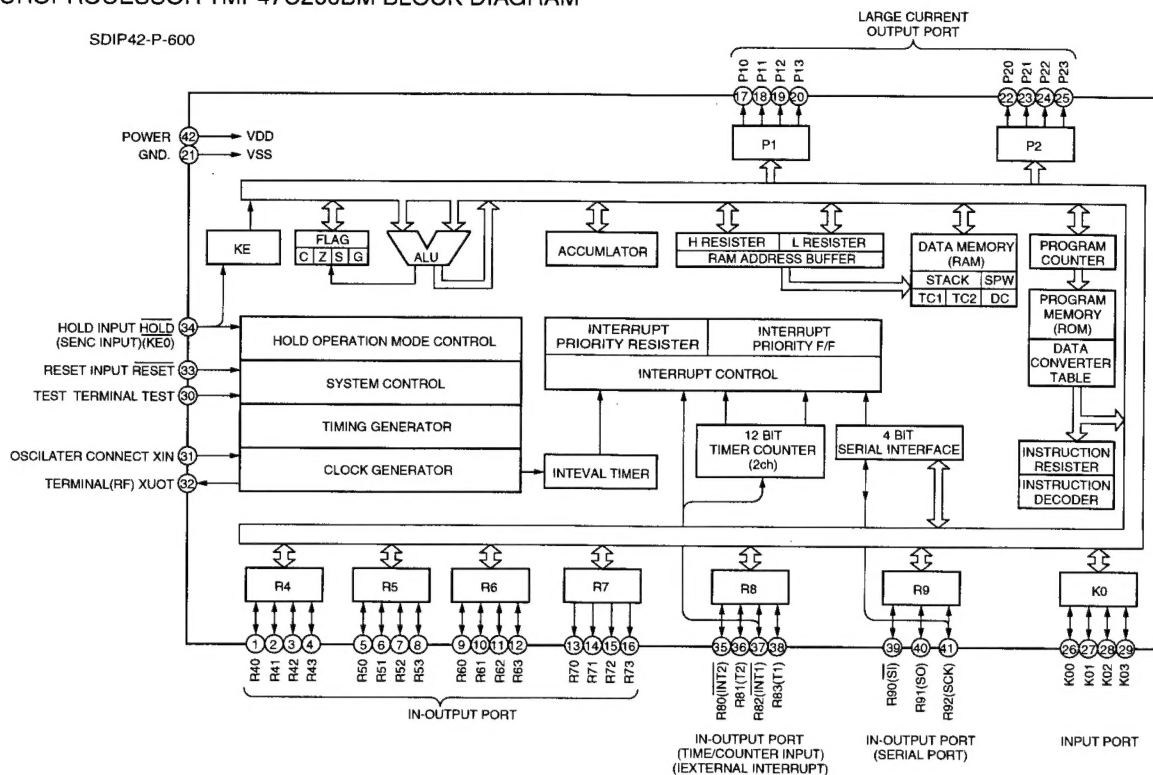 SDIP42-P-600
LARGE CURRENT
OUTPUT PORT
P10
P11
P12
P13
P20
P21
P22
P23
17
18
19
20
22
23
24
25
POWER 42 VDD
GND. 21 VSS
P1
P2
KE
FLAG
C Z S G
ALU
ACCUMLATOR
H REGISTER L REGISTER
RAM ADDRESS BUFFER
DATA MEMORY
(RAM)
STACK SPW
TC1 TC2 DC
PROGRAM
COUNTER
PROGRAM
MEMORY
(ROM)
DATA
CONVERTER
TABLE
HOLD INPUT HOLD 34
(SENC INPUT)(KE0)
RESET INPUT RESET 33
TEST TERMINAL TEST 30
OSCILATER CONNECT XIN 31
TERMINAL(RF) XUOT 32
HOLD OPERATION MODE CONTROL
SYSTEM CONTROL
TIMING GENERATOR
CLOCK GENERATOR
INTERRUPT
PRIORITY REGISTER
INTERRUPT
PRIORITY F/F
INTERRUPT CONTROL
INTEVAL TIMER
12 BIT
TIMER COUNTER
(2ch)
4 BIT
SERIAL INTERFACE
INSTRUCTION
RESISTER
INSTRUCTION
DECODER
R4
R5
R6
R7
R8
R9
K0
1
2
3
4
5
6
7
8
9
10
11
12
13
14
15
16
35
36
37
38
39
40
41
26
27
28
29
R40
R41
R42
R43
R50
R51
R52
R53
R60
R61
R62
R63
R70
R71
R72
R73
R80(INT2)
R81(T2)
R82(INT1)
R83(T1)
R90(SI)
R91(SO)
R92(SCK)
K00
K01
K02
K03
IN-OUTPUT PORT
IN-OUTPUT PORT
(TIME/COUNTER INPUT)
(IEXTERNAL INTERRUPT)
IN-OUTPUT PORT
(SERIAL PORT)
INPUT PORT